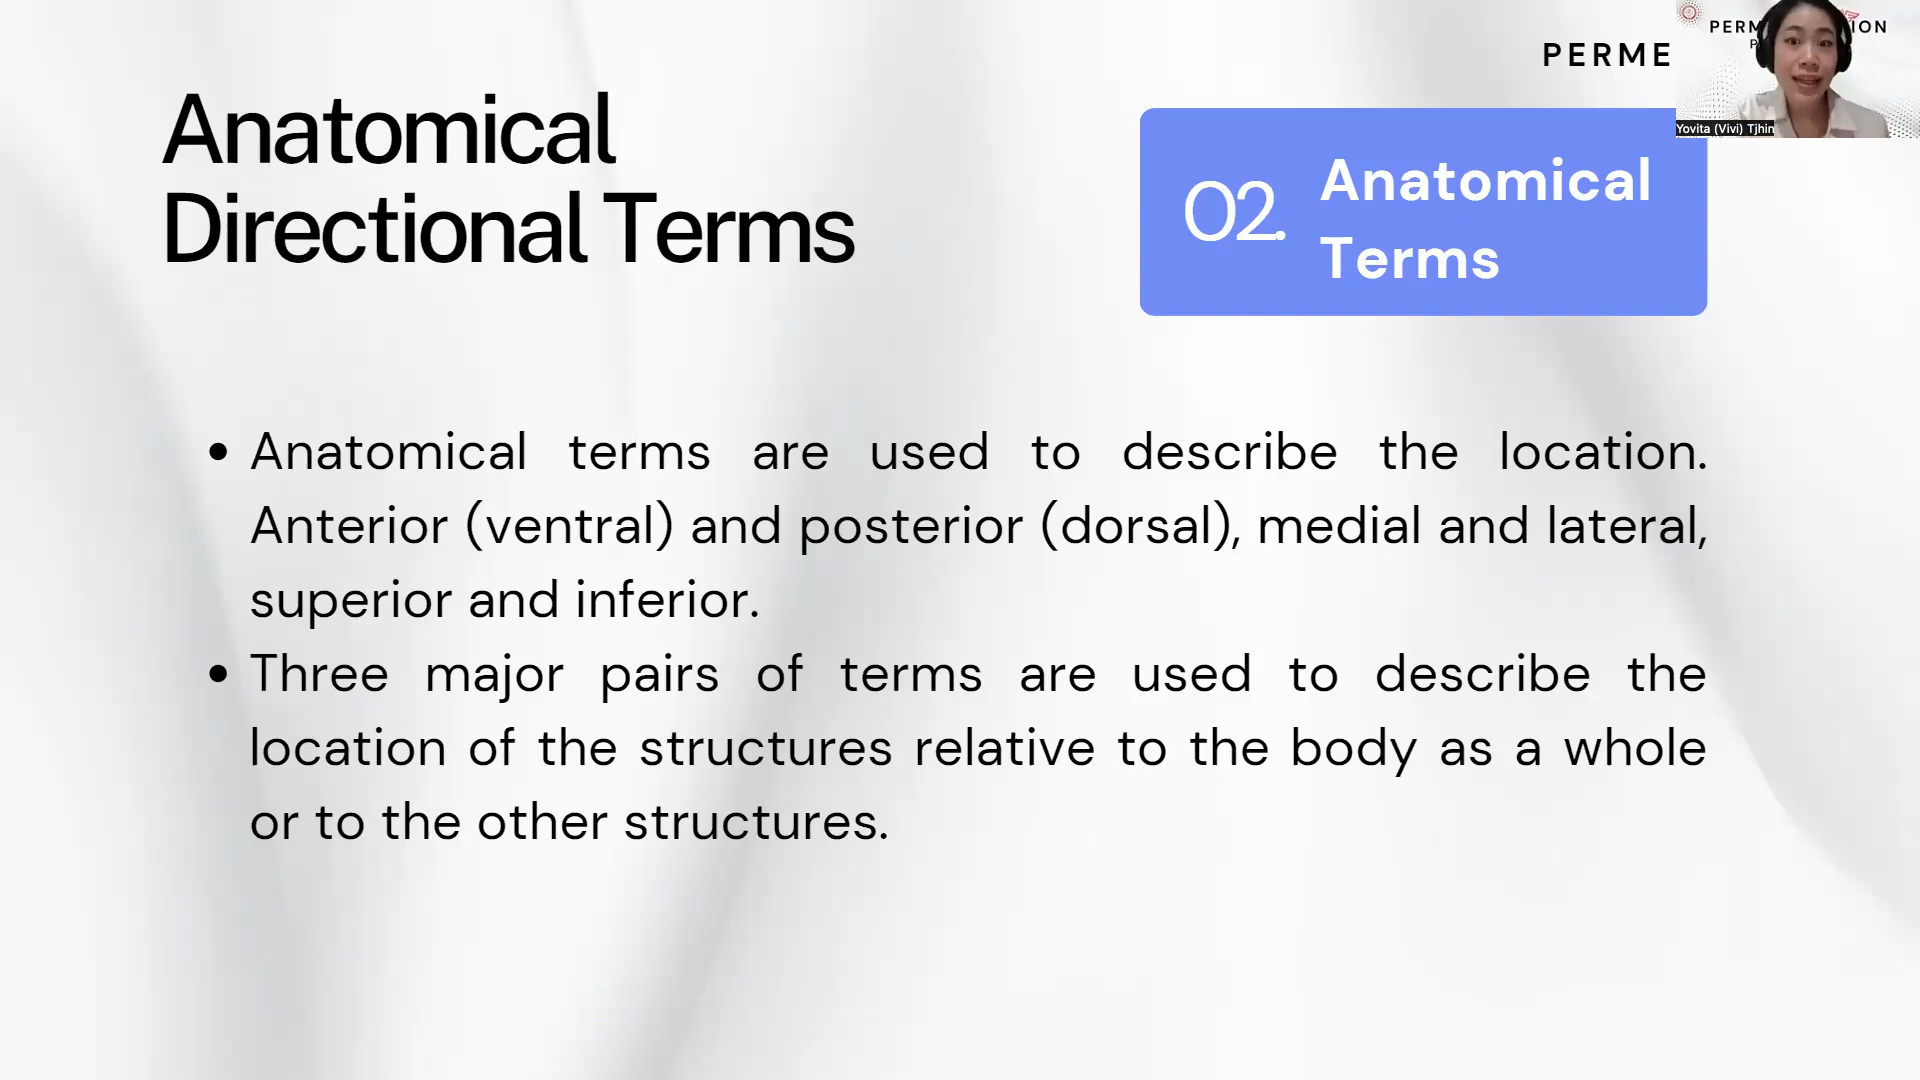 PERME
PERM
ION
P
Yovita (Vivi) Tjhin
Anatomical
Directional Terms
02.
Anatomical
Terms
• Anatomical terms are used to describe the location.
Anterior (ventral) and posterior (dorsal), medial and lateral,
superior and inferior.
• Three major pairs of terms are used to describe the
location of the structures relative to the body as a whole
or to the other structures.